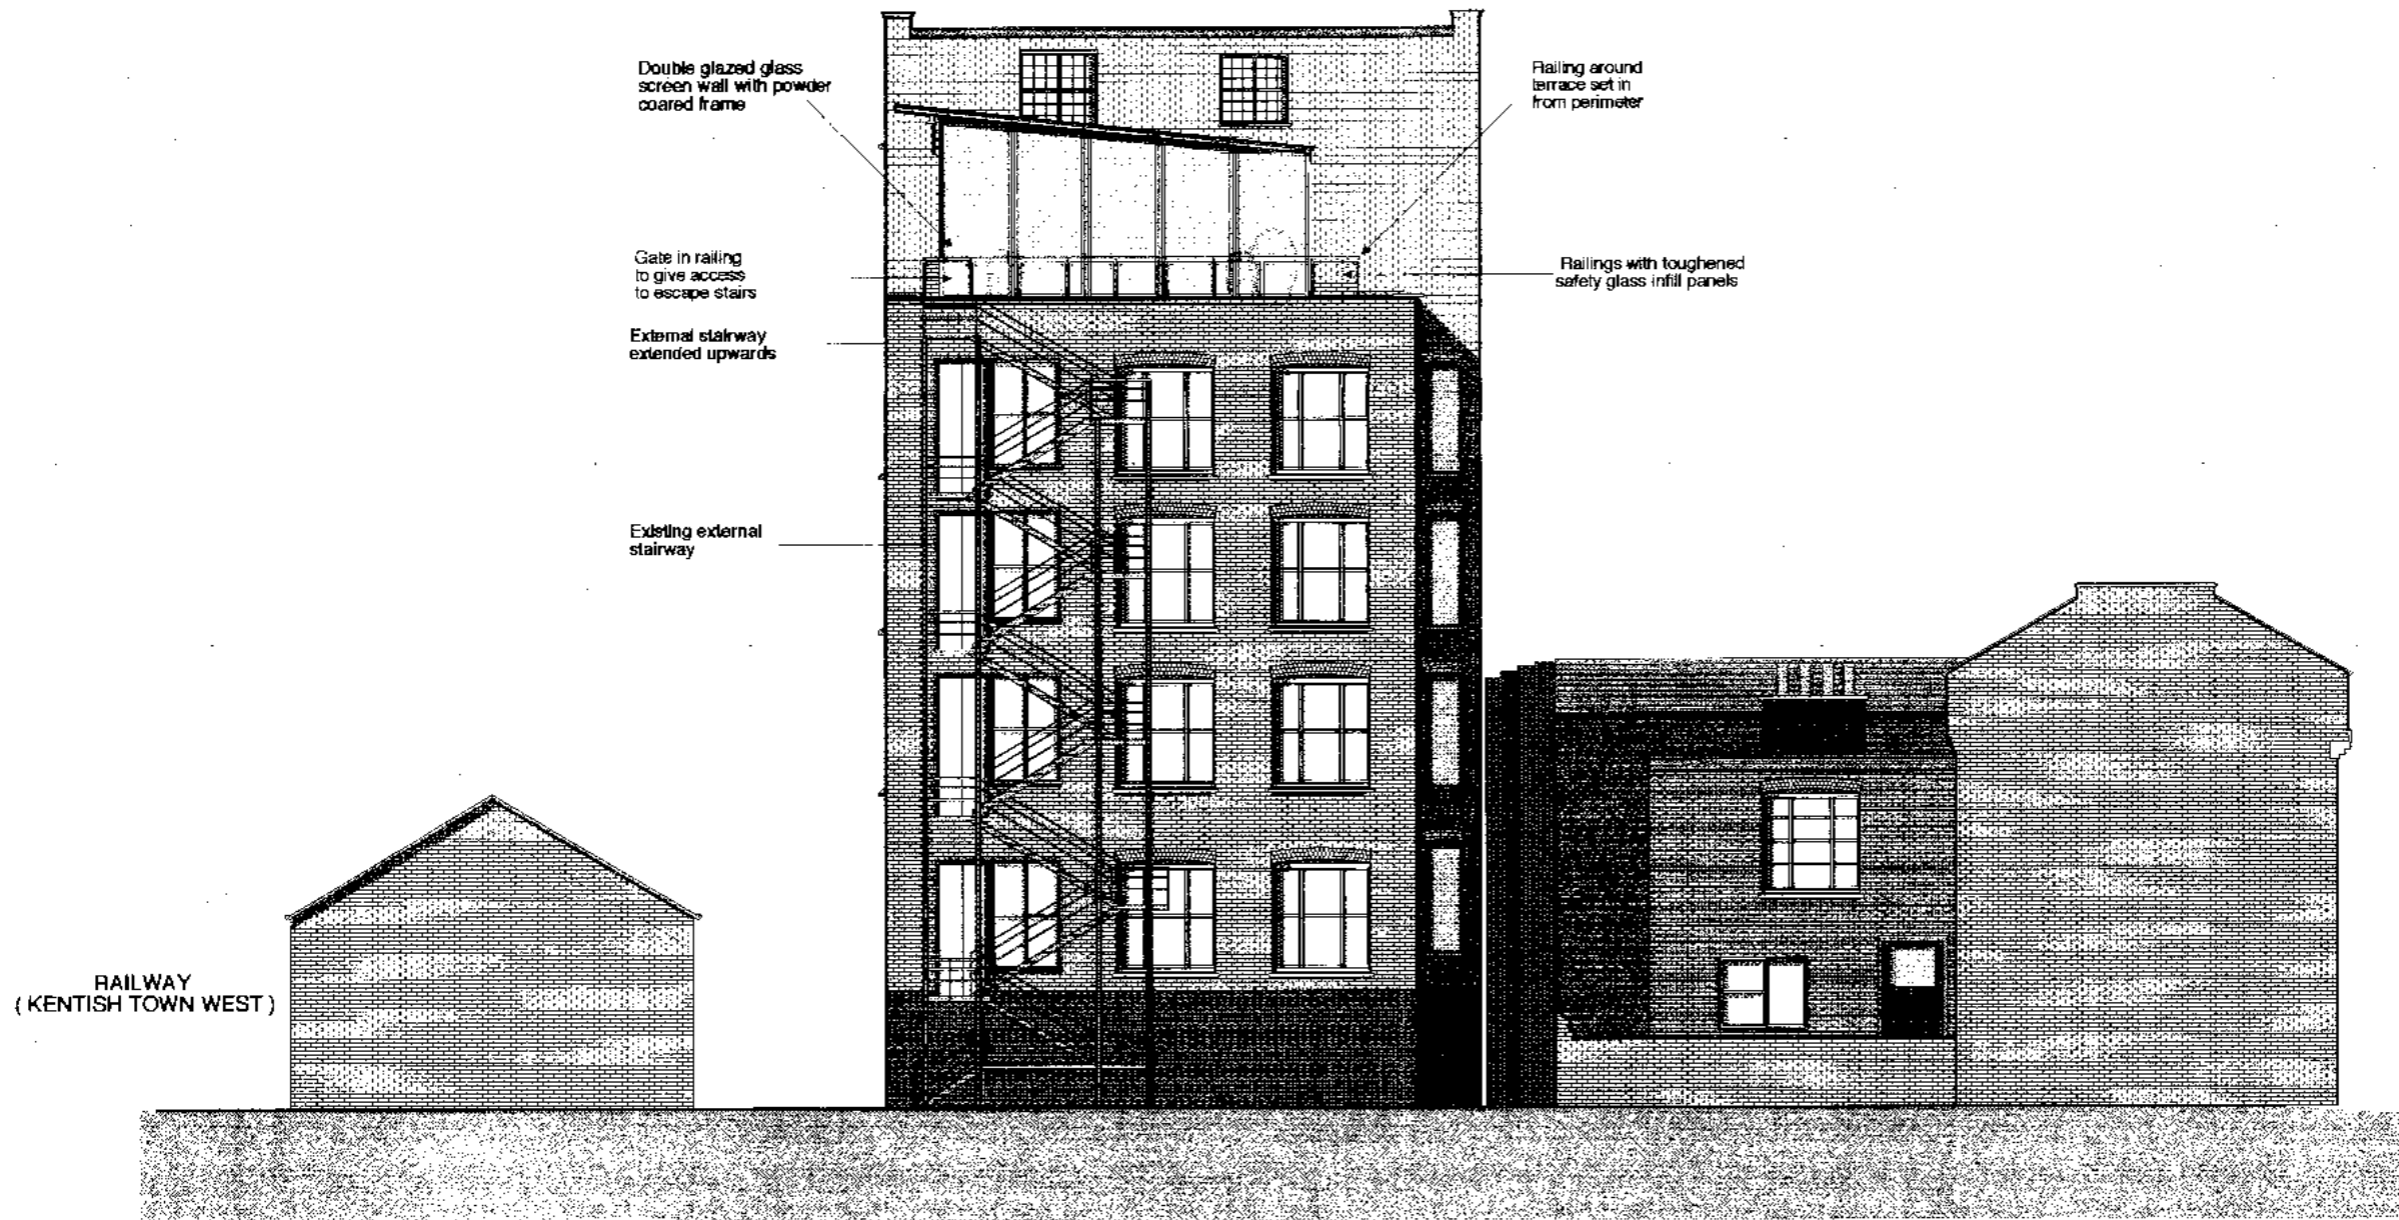 Double glazed glass
screen wall with powder
coared frame
Railing around
terrace set in
from perimeter
Gate in railing
to give access
to escape stairs
Railings with toughened
safety glass infill panels
External stairway
extended upwards
Existing external
stairway
RAILWAY
( KENTISH TOWN WEST )